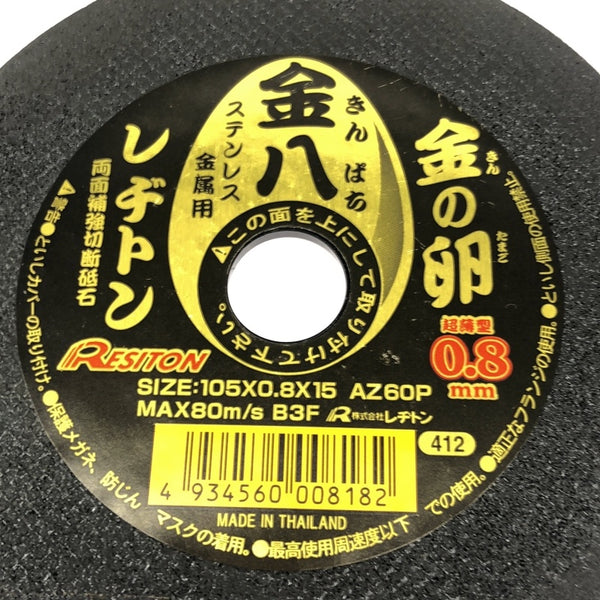 金八
きんぱち
ステンレス
金属用
金の卵
きん
たまご
レヂトン
両面補強切断砥石
⚠この面を上にして取り付けて下さい。
超薄型
0.8
mm
RESITON
SIZE:105X0.8X15 AZ60P
MAX80m/s B3F R株式会社レヂトン
412
4 934560 008182
MADE IN THAILAND
⚠警告●といしカバーの取り付け。●保護メガネ、防じんマスクの着用。●最高使用周速度以下での使用。●適正なフランジの使用。●といし側面の使用禁止。